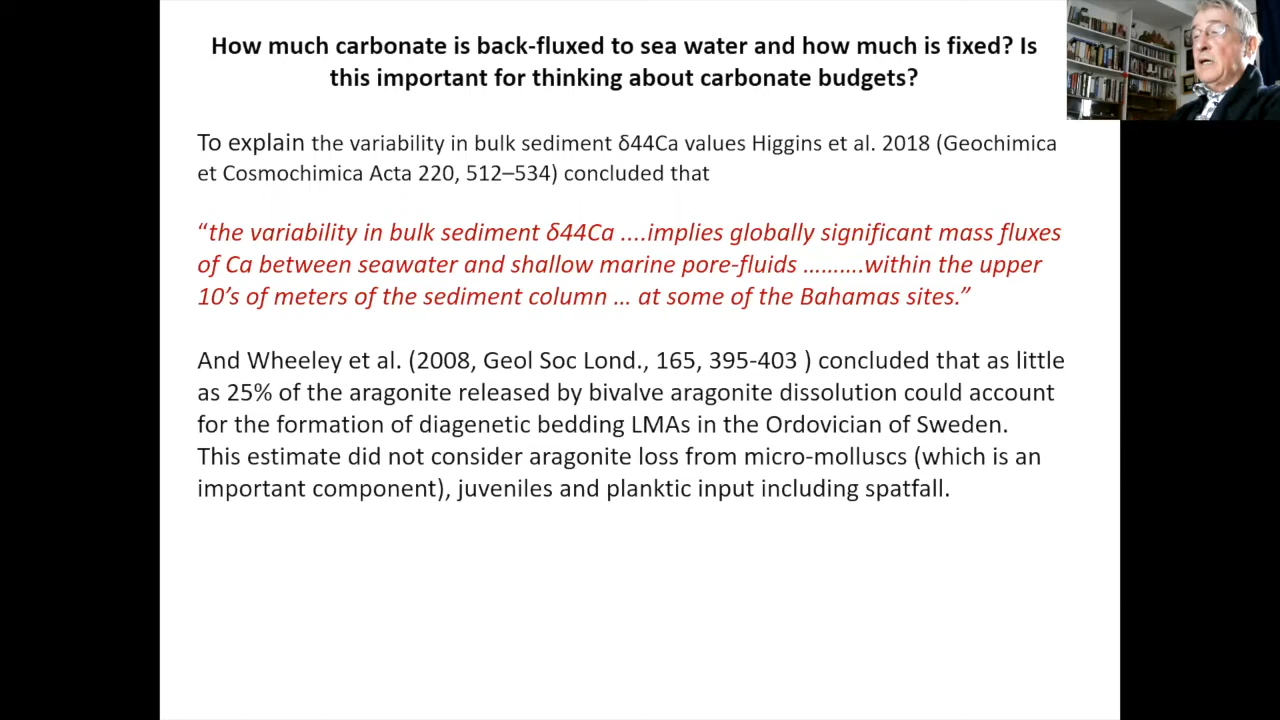 How much carbonate is back-fluxed to sea water and how much is fixed? Is
this important for thinking about carbonate budgets?
To explain the variability in bulk sediment δ44Ca values Higgins et al. 2018 (Geochimica
et Cosmochimica Acta 220, 512–534) concluded that
“the variability in bulk sediment δ44Ca ....implies globally significant mass fluxes
of Ca between seawater and shallow marine pore-fluids ……….within the upper
10’s of meters of the sediment column … at some of the Bahamas sites.”
And Wheeley et al. (2008, Geol Soc Lond., 165, 395-403 ) concluded that as little
as 25% of the aragonite released by bivalve aragonite dissolution could account
for the formation of diagenetic bedding LMAs in the Ordovician of Sweden.
This estimate did not consider aragonite loss from micro-molluscs (which is an
important component), juveniles and planktic input including spatfall.